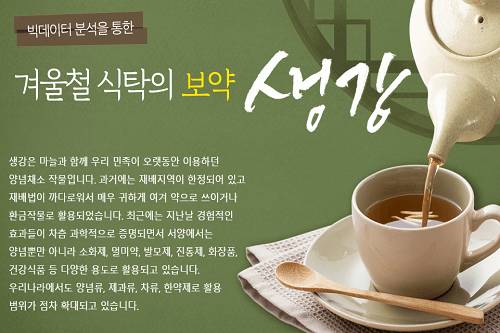 빅데이터 분석을 통한
겨울철 식탁의 보약 생강
생강은 마늘과 함께 우리 민족이 오랫동안 이용하던
양념채소 작물입니다. 과거에는 재배지역이 한정되어 있고
재배법이 까다로워서 매우 귀하게 여겨 약으로 쓰이거나
환금작물로 활용되었습니다. 최근에는 지난날 경험적인
효과들이 차츰 과학적으로 증명되면서 서양에서는
양념뿐만 아니라 소화제, 멀미약, 발모제, 진통제, 화장품,
건강식품 등 다양한 용도로 활용되고 있습니다.
우리나라에서도 양념류, 제과류, 차류, 한약제로 활용
범위가 점차 확대되고 있습니다.